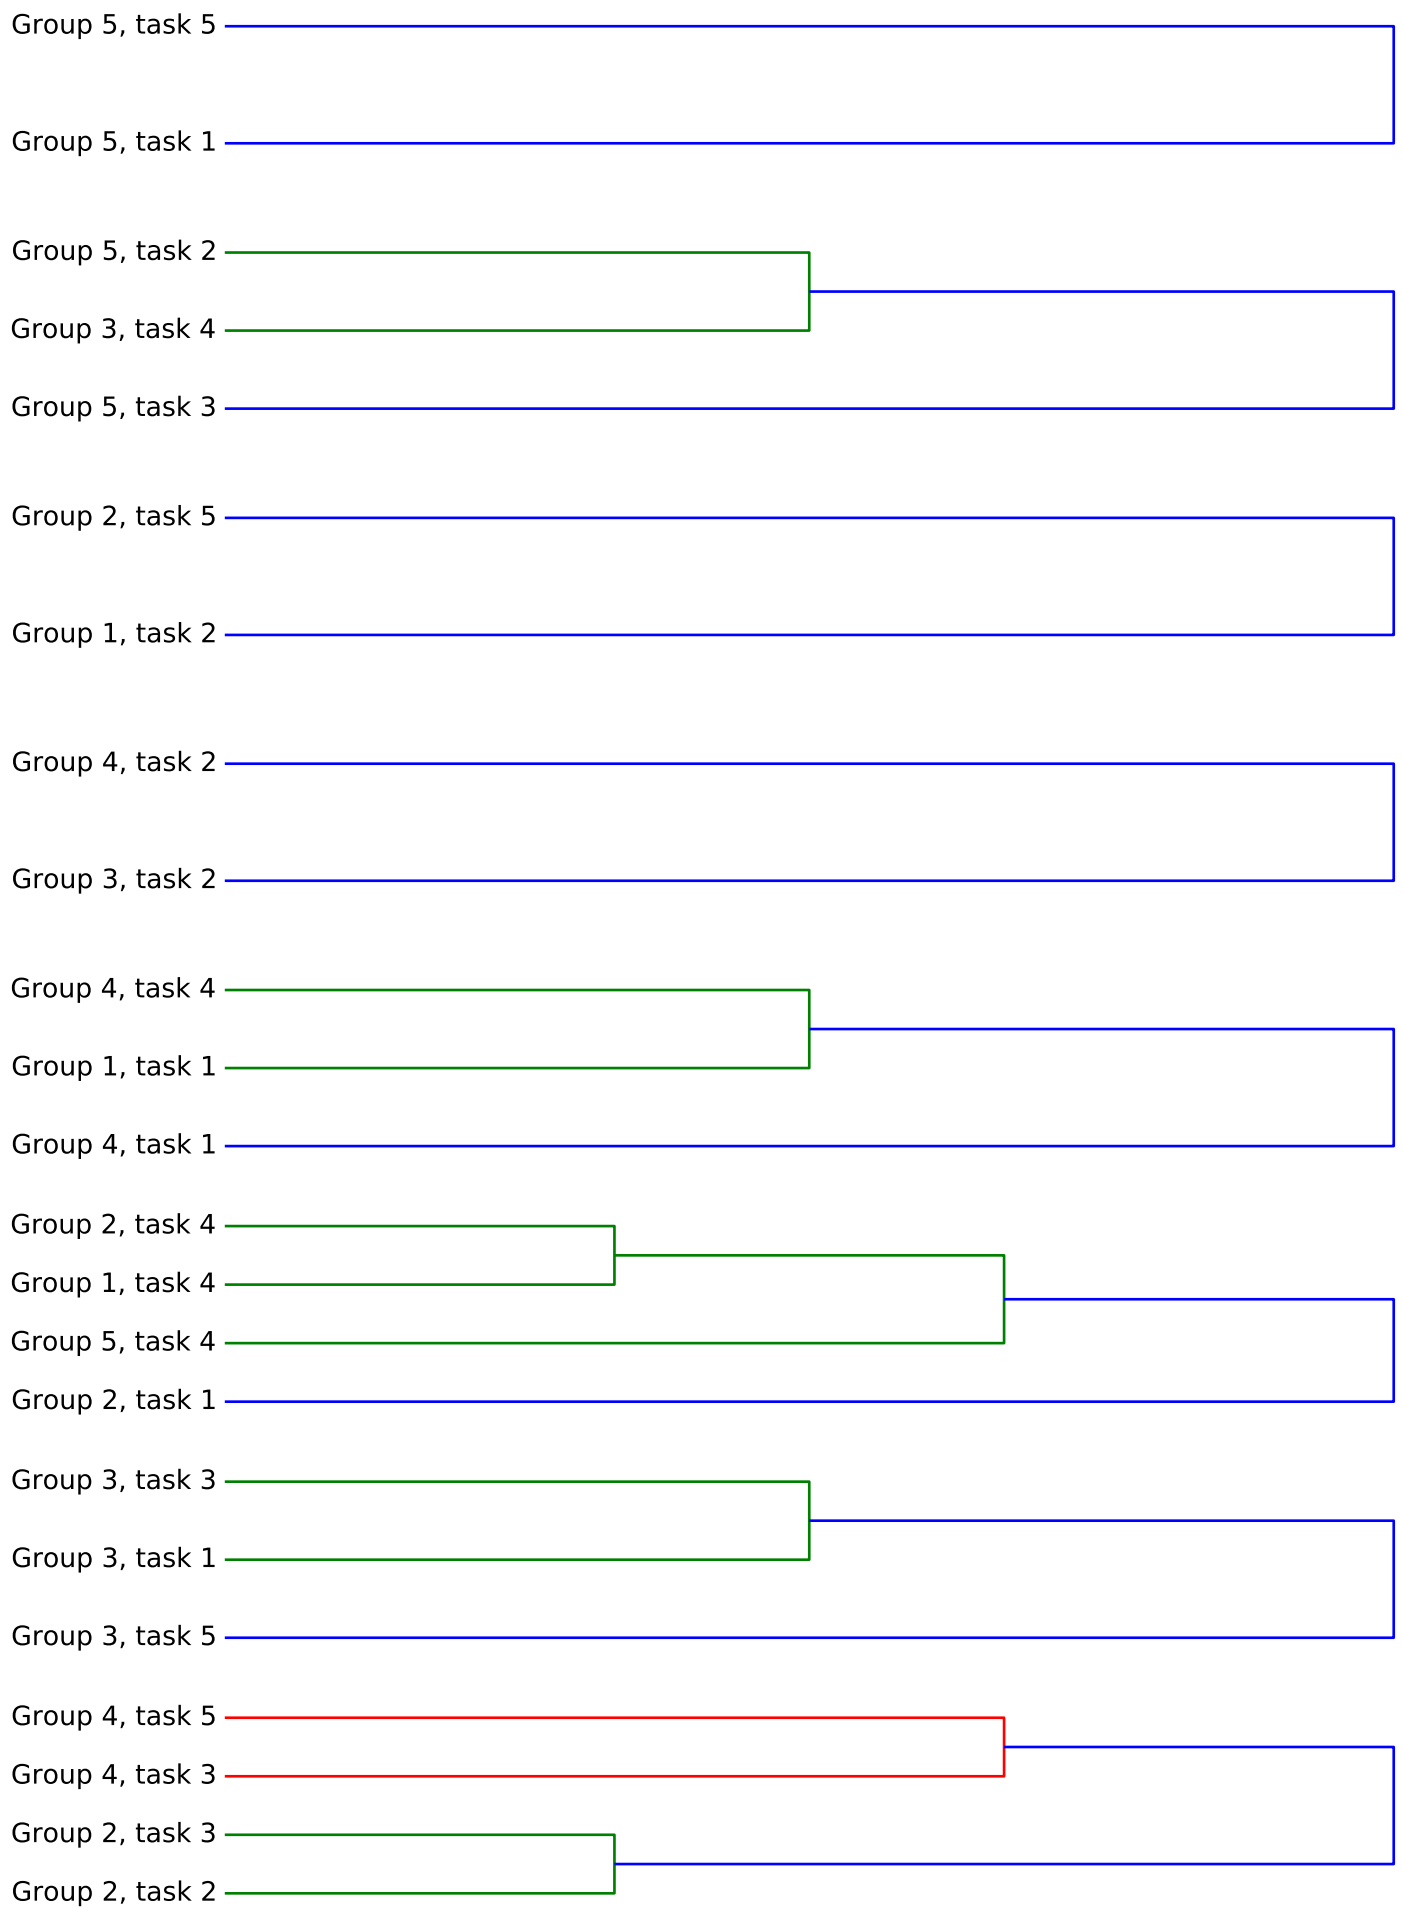 Group 5, task 5
Group 5, task 1
Group 5, task 2
Group 3, task 4
Group 5, task 3
Group 2, task 5
Group 1, task 2
Group 4, task 2
Group 3, task 2
Group 4, task 4
Group 1, task 1
Group 4, task 1
Group 2, task 4
Group 1, task 4
Group 5, task 4
Group 2, task 1
Group 3, task 3
Group 3, task 1
Group 3, task 5
Group 4, task 5
Group 4, task 3
Group 2, task 3
Group 2, task 2